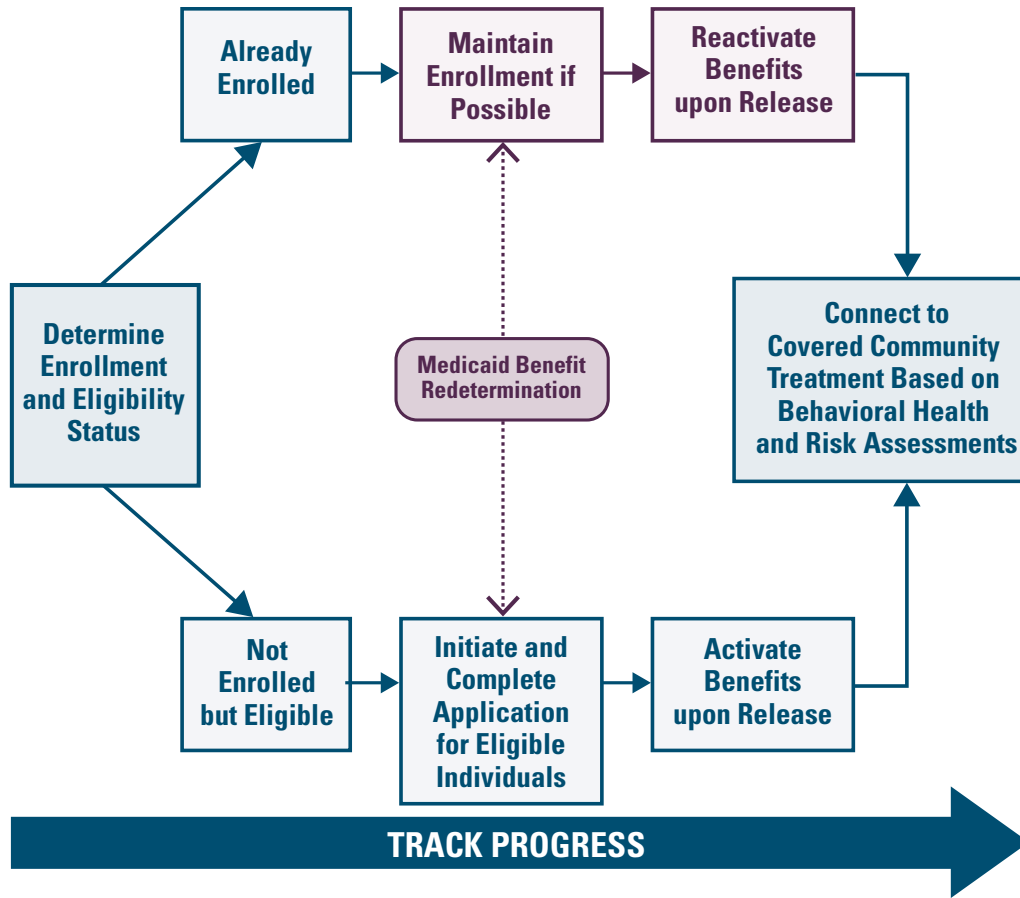 Already
Enrolled
Maintain
Enrollment if
Possible
Reactivate
Benefits
upon Release
Determine
Enrollment
and Eligibility
Status
Medicaid Benefit
Redetermination
Connect to
Covered Community
Treatment Based on
Behavioral Health
and Risk Assessments
Not
Enrolled
but Eligible
Initiate and
Complete
Application
for Eligible
Individuals
Activate
Benefits
upon Release
TRACK PROGRESS